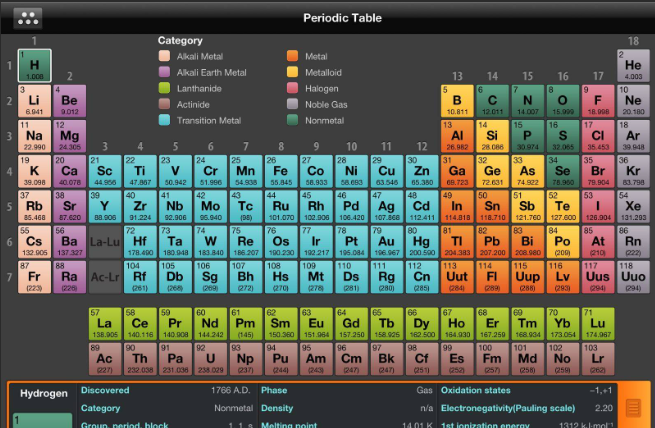 Periodic Table
1 18
Category
Alkali Metal Metal
Alkali Earth Metal Metalloid
Lanthanide Halogen
Actinide Noble Gas
Transition Metal Nonmetal
2 13 14 15 16 17
3 4 5 6 7 8 9 10 11 12
1 1 H 1.008 2 He 4.003
2 3 Li 6.941 4 Be 9.012 5 B 10.811 6 C 12.011 7 N 14.007 8 O 15.999 9 F 18.998 10 Ne 20.180
3 11 Na 22.990 12 Mg 24.305 13 Al 26.982 14 Si 28.086 15 P 30.974 16 S 32.065 17 Cl 35.453 18 Ar 39.948
4 19 K 39.098 20 Ca 40.078 21 Sc 44.956 22 Ti 47.867 23 V 50.942 24 Cr 51.996 25 Mn 54.938 26 Fe 55.845 27 Co 58.933 28 Ni 58.693 29 Cu 63.546 30 Zn 65.380 31 Ga 69.723 32 Ge 72.631 33 As 74.922 34 Se 78.960 35 Br 79.904 36 Kr 83.798
5 37 Rb 85.468 38 Sr 87.620 39 Y 88.906 40 Zr 91.224 41 Nb 92.906 42 Mo 95.940 43 Tc (98) 44 Ru 101.070 45 Rh 102.906 46 Pd 106.420 47 Ag 107.868 48 Cd 112.411 49 In 114.818 50 Sn 118.710 51 Sb 121.760 52 Te 127.600 53 I 126.904 54 Xe 131.293
6 55 Cs 132.905 56 Ba 137.327 La-Lu 72 Hf 178.490 73 Ta 180.948 74 W 183.840 75 Re 186.207 76 Os 190.230 77 Ir 192.217 78 Pt 195.084 79 Au 196.967 80 Hg 200.590 81 Tl 204.383 82 Pb 207.200 83 Bi 208.980 84 Po (209) 85 At (210) 86 Rn (222)
7 87 Fr (223) 88 Ra (226) Ac-Lr 104 Rf (261) 105 Db (268) 106 Sg (269) 107 Bh (272) 108 Hs (270) 109 Mt (278) 110 Ds (281) 111 Rg (280) 112 Cn (285) 113 Uut (284) 114 Fl (289) 115 Uup (288) 116 Lv (293) 117 Uus (294) 118 Uuo (294)
57 La 138.905 58 Ce 140.116 59 Pr 140.908 60 Nd 144.242 61 Pm (145) 62 Sm 150.360 63 Eu 151.964 64 Gd 157.250 65 Tb 158.925 66 Dy 162.500 67 Ho 164.930 68 Er 167.259 69 Tm 168.934 70 Yb 173.054 71 Lu 174.967
89 Ac (227) 90 Th 232.038 91 Pa 231.036 92 U 238.029 93 Np (237) 94 Pu (244) 95 Am (243) 96 Cm (247) 97 Bk (247) 98 Cf (251) 99 Es (252) 100 Fm (257) 101 Md (258) 102 No (259) 103 Lr (262)
Hydrogen Discovered 1766 A.D. Phase Gas Oxidation states -1,+1
Category Nonmetal Density n/a Electronegativity(Pauling scale) 2.20
1 Group, period, block 1, 1, s Melting point 14.01 K 1st ionization energy 1312 kJ·mol⁻¹